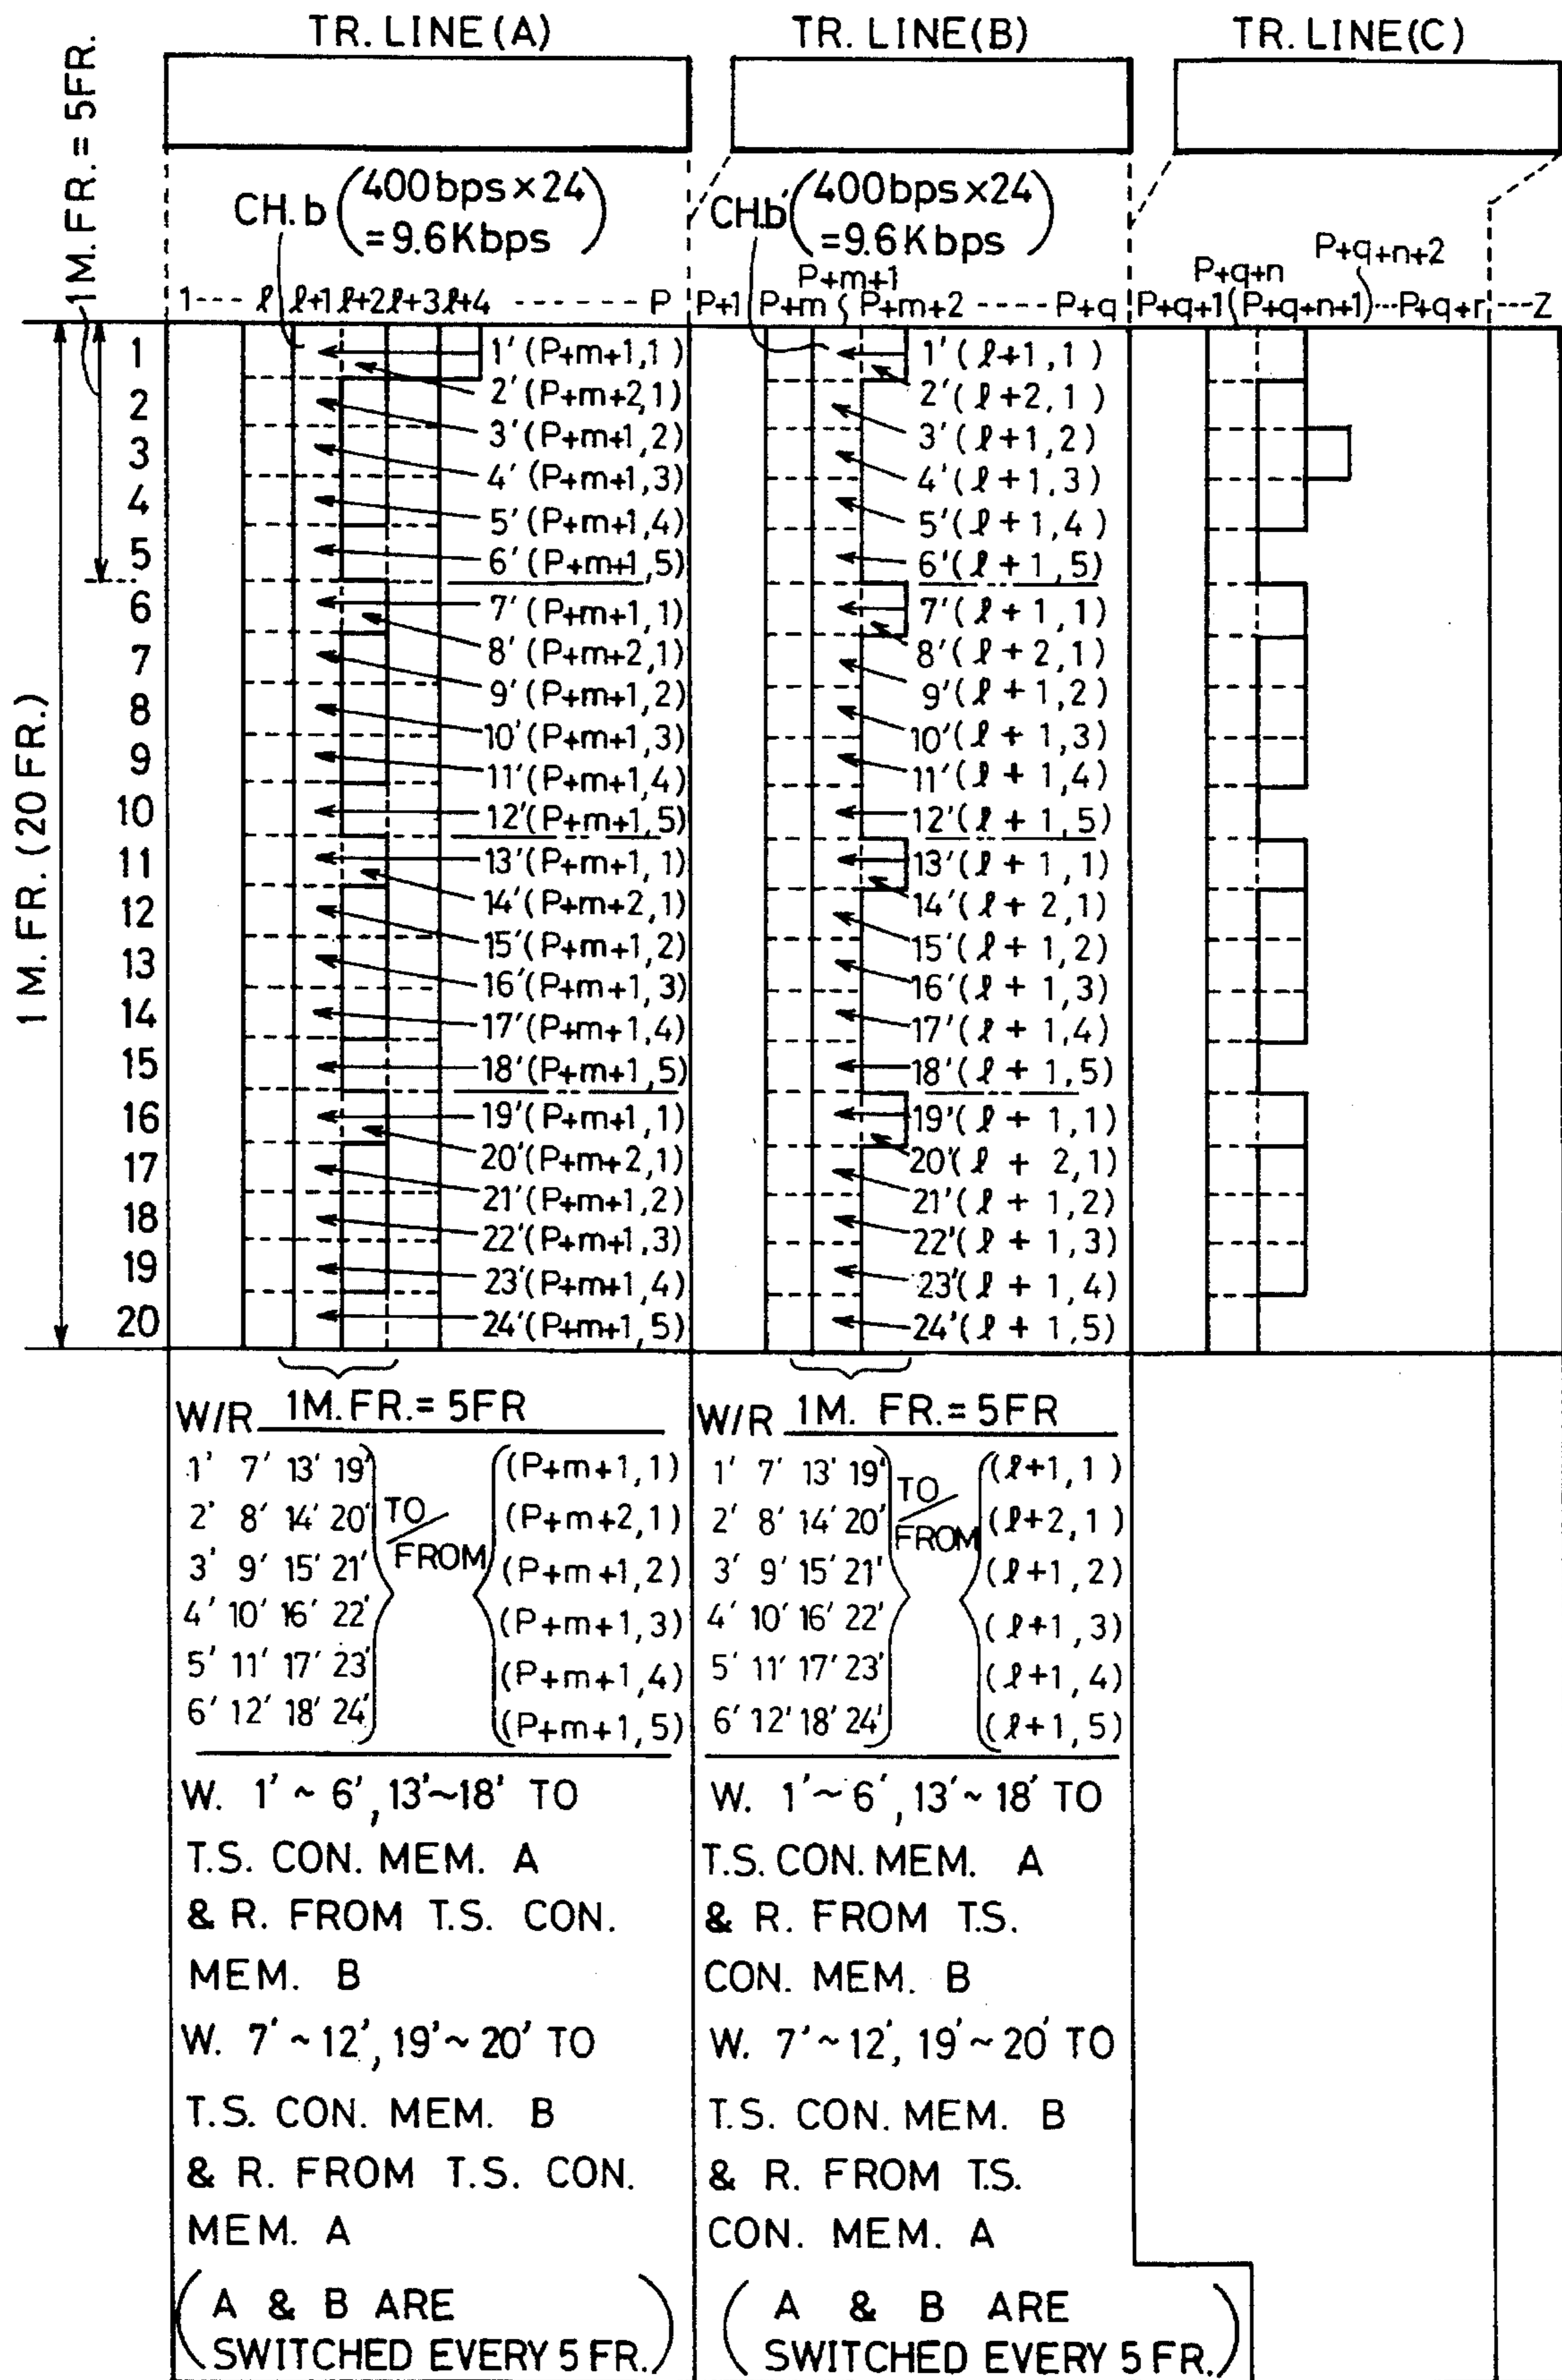 TR. LINE (A)
TR. LINE(B)
TR. LINE(C)
1M.FR. = 5FR.
CH. b (400bps×24
=9.6Kbps)
CH.b' (400bps×24
=9.6Kbps)
1--- ℓ ℓ+1 ℓ+2 ℓ+3 ℓ+4 ------ P
P+1 P+m P+m+1 P+m+2 ---- P+q
P+q+1 P+q+n (P+q+n+1) P+q+n+2 --- P+q+r --- Z
1 M. FR. (20 FR.)
1
2
3
4
5
6
7
8
9
10
11
12
13
14
15
16
17
18
19
20
1' (P+m+1,1)
2' (P+m+2,1)
3' (P+m+1,2)
4' (P+m+1,3)
5' (P+m+1,4)
6' (P+m+1,5)
7' (P+m+1,1)
8' (P+m+2,1)
9' (P+m+1,2)
10' (P+m+1,3)
11' (P+m+1,4)
12' (P+m+1,5)
13' (P+m+1,1)
14' (P+m+2,1)
15' (P+m+1,2)
16' (P+m+1,3)
17' (P+m+1,4)
18' (P+m+1,5)
19' (P+m+1,1)
20' (P+m+2,1)
21' (P+m+1,2)
22' (P+m+1,3)
23' (P+m+1,4)
24' (P+m+1,5)
1' (ℓ+1,1)
2' (ℓ+2,1)
3' (ℓ+1,2)
4' (ℓ+1,3)
5' (ℓ+1,4)
6' (ℓ+1,5)
7' (ℓ+1,1)
8' (ℓ+2,1)
9' (ℓ+1,2)
10' (ℓ+1,3)
11' (ℓ+1,4)
12' (ℓ+1,5)
13' (ℓ+1,1)
14' (ℓ+2,1)
15' (ℓ+1,2)
16' (ℓ+1,3)
17' (ℓ+1,4)
18' (ℓ+1,5)
19' (ℓ+1,1)
20' (ℓ+2,1)
21' (ℓ+1,2)
22' (ℓ+1,3)
23' (ℓ+1,4)
24' (ℓ+1,5)
W/R 1M.FR.= 5FR
1' 7' 13' 19' (P+m+1,1)
2' 8' 14' 20' TO/ (P+m+2,1)
3' 9' 15' 21' FROM (P+m+1,2)
4' 10' 16' 22' (P+m+1,3)
5' 11' 17' 23' (P+m+1,4)
6' 12' 18' 24' (P+m+1,5)
W. 1' ~ 6', 13'~18' TO
T.S. CON. MEM. A
& R. FROM T.S. CON.
MEM. B
W. 7' ~ 12', 19'~ 20' TO
T.S. CON. MEM. B
& R. FROM T.S. CON.
MEM. A
(A & B ARE
SWITCHED EVERY 5 FR.)
W/R 1M. FR.= 5FR
1' 7' 13' 19' (ℓ+1,1)
2' 8' 14' 20' TO/ (ℓ+2,1)
3' 9' 15' 21' FROM (ℓ+1,2)
4' 10' 16' 22' (ℓ+1,3)
5' 11' 17' 23' (ℓ+1,4)
6' 12' 18' 24' (ℓ+1,5)
W. 1'~ 6', 13'~ 18' TO
T.S. CON. MEM. A
& R. FROM T.S.
CON. MEM. B
W. 7'~ 12', 19'~ 20' TO
T.S. CON. MEM. B
& R. FROM T.S.
CON. MEM. A
(A & B ARE
SWITCHED EVERY 5 FR.)